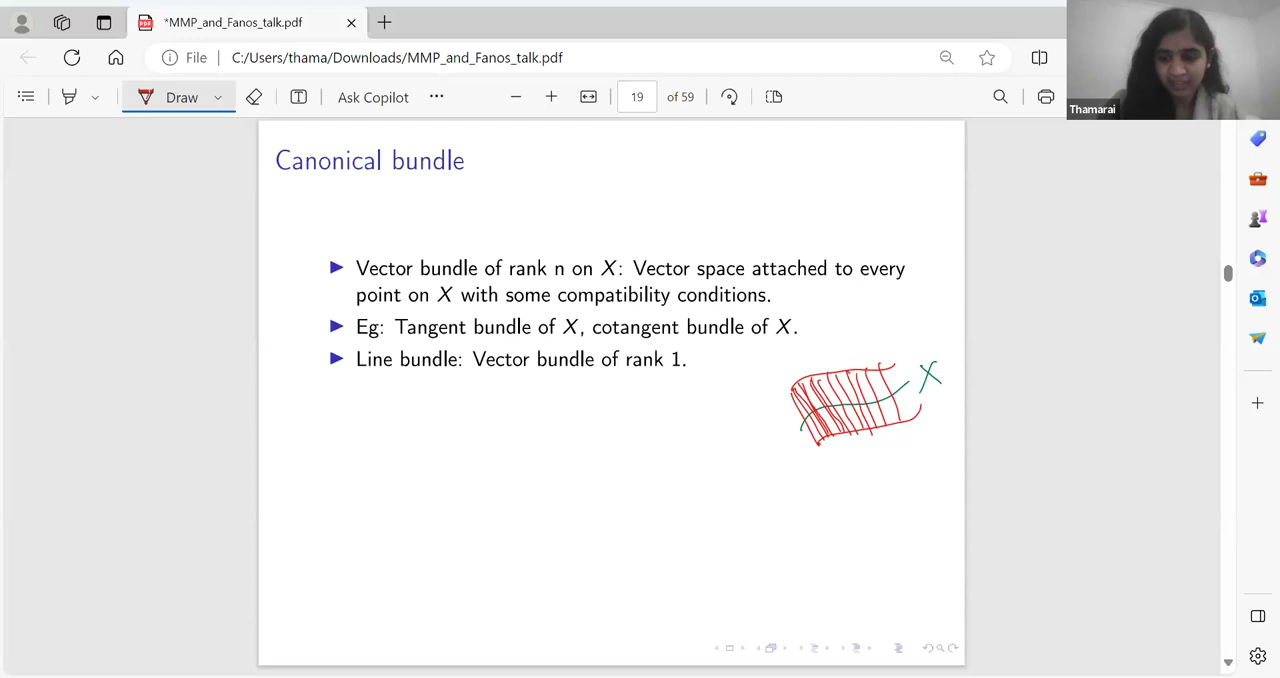 *MMP_and_Fanos_talk.pdf
File
C:/Users/thama/Downloads/MMP_and_Fanos_talk.pdf
Thamarai
Draw
Ask Copilot
19 of 59
Canonical bundle
Vector bundle of rank n on X: Vector space attached to every
point on X with some compatibility conditions.
Eg: Tangent bundle of X, cotangent bundle of X.
Line bundle: Vector bundle of rank 1.
X